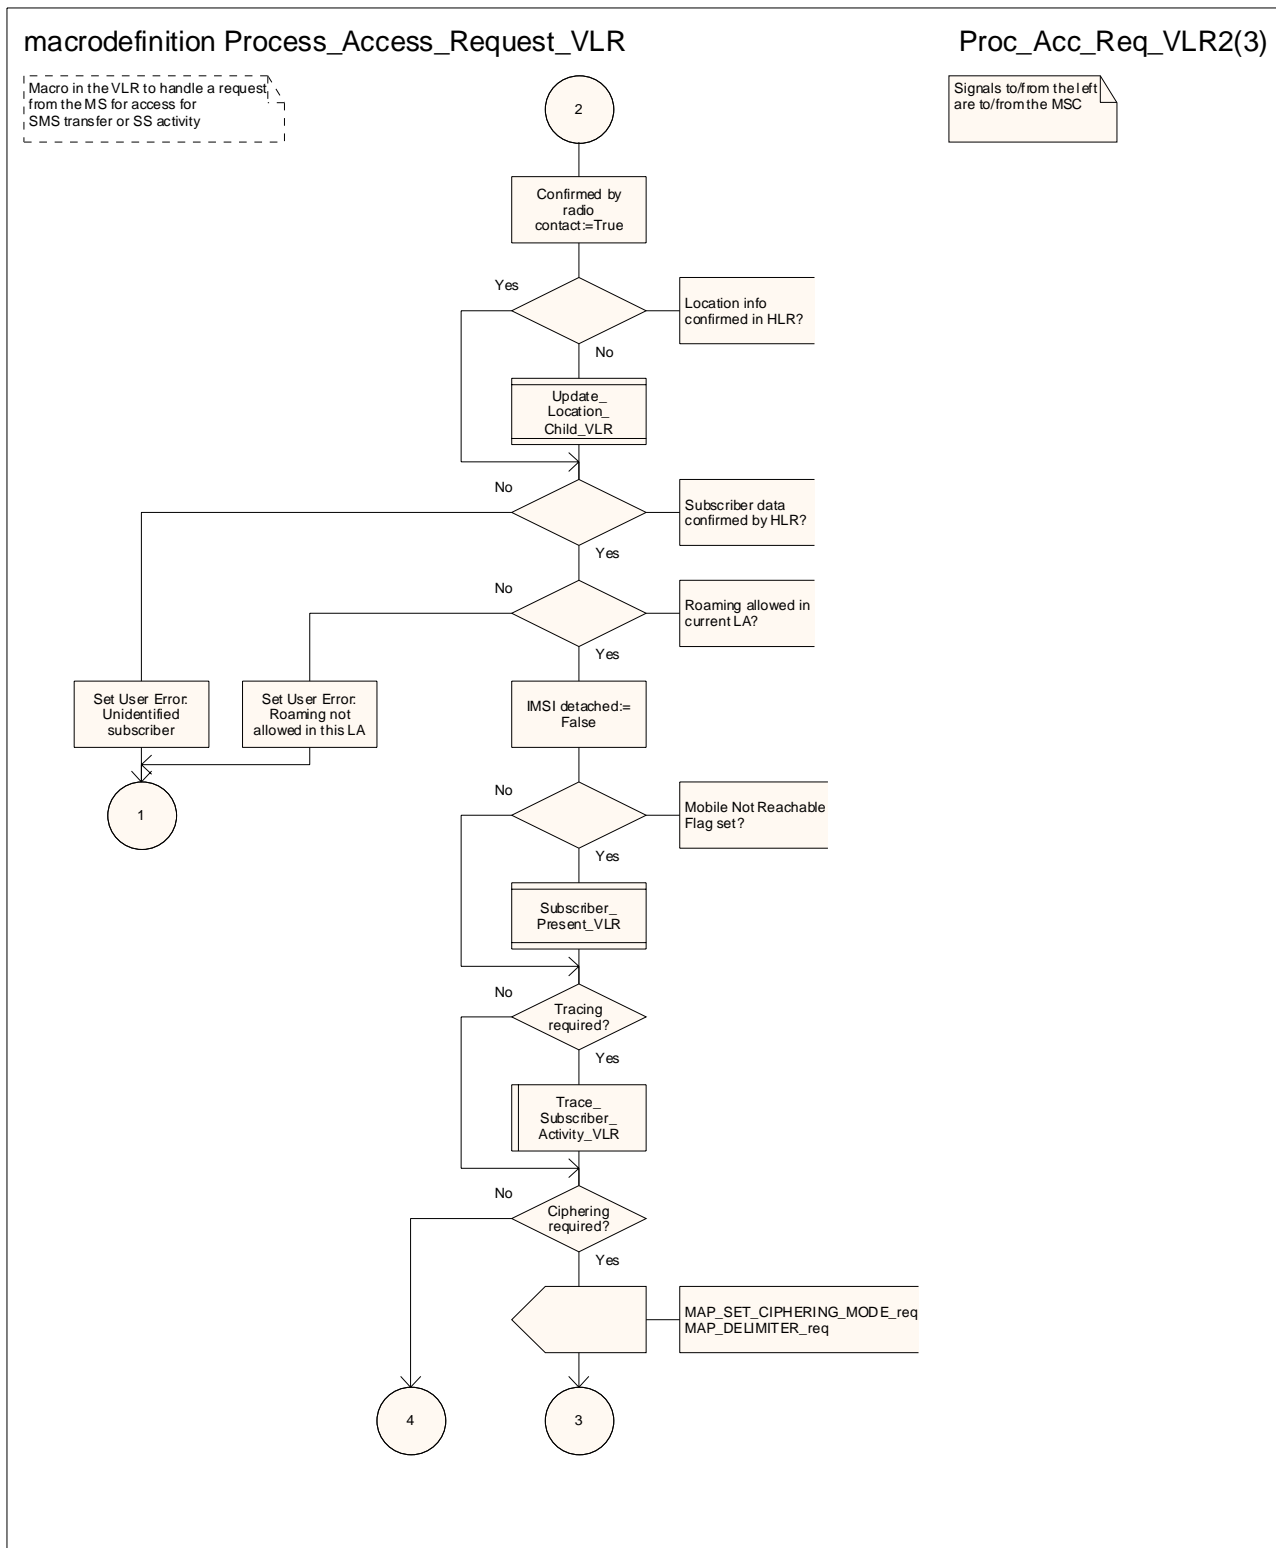 macrodefinition Process_Access_Request_VLR
Proc_Acc_Req_VLR2(3)
Macro in the VLR to handle a request
from the MS for access for
SMS transfer or SS activity
2
Signals to/from the left
are to/from the MSC
Confirmed by
radio
contact:=True
Yes
Location info
confirmed in HLR?
No
Update_
Location_
Child_VLR
No
Subscriber data
confirmed by HLR?
Yes
No
Roaming allowed in
current LA?
Yes
Set User Error:
Unidentified
subscriber
Set User Error:
Roaming not
allowed in this LA
IMSI detached:=
False
1
No
Mobile Not Reachable
Flag set?
Yes
Subscriber_
Present_VLR
No
Tracing
required?
Yes
Trace_
Subscriber_
Activity_VLR
No
Ciphering
required?
Yes
MAP_SET_CIPHERING_MODE_req
MAP_DELIMITER_req
4
3